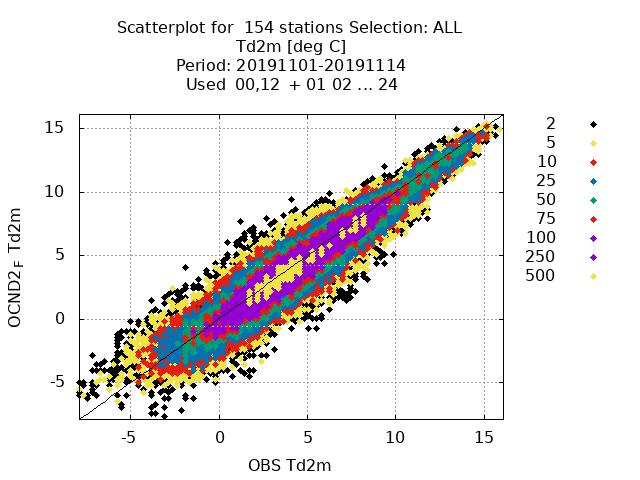 Scatterplot for 154 stations Selection: ALL
Td2m [deg C]
Period: 20191101-20191114
Used 00,12 + 01 02 ... 24
OCND2_F Td2m
15
10
5
0
-5
-5 0 5 10 15
OBS Td2m
2
5
10
25
50
75
100
250
500